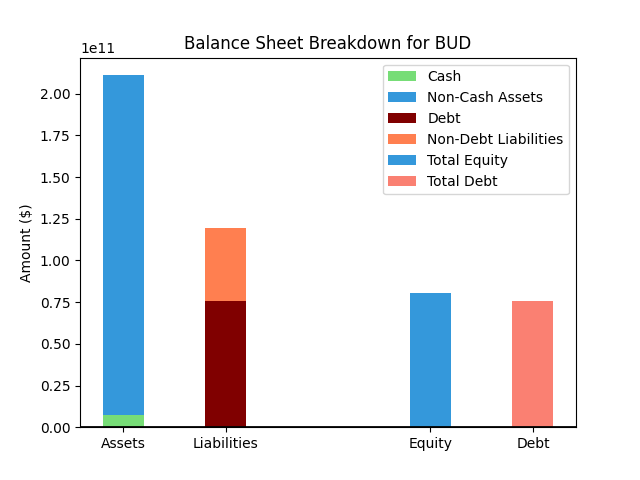 Balance Sheet Breakdown for BUD
1e11
2.00
1.75
1.50
1.25
1.00
0.75
0.50
0.25
0.00
Amount ($)
Cash
Non-Cash Assets
Debt
Non-Debt Liabilities
Total Equity
Total Debt
Assets Liabilities Equity Debt